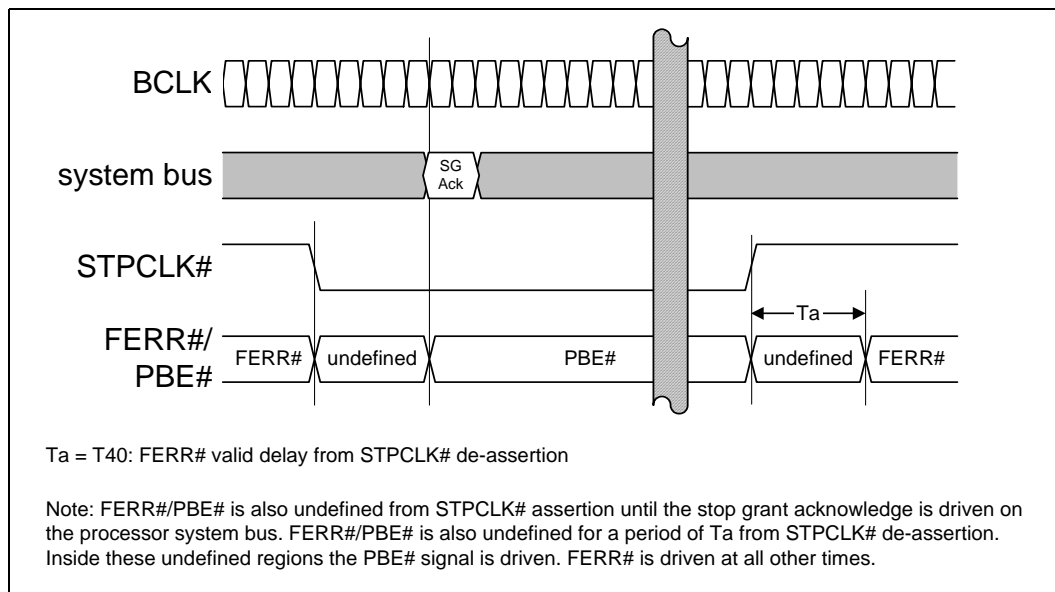 BCLK
system bus
SG
Ack
STPCLK#
Ta
FERR#/
PBE#
FERR#
undefined
PBE#
undefined
FERR#
Ta = T40: FERR# valid delay from STPCLK# de-assertion
Note: FERR#/PBE# is also undefined from STPCLK# assertion until the stop grant acknowledge is driven on
the processor system bus. FERR#/PBE# is also undefined for a period of Ta from STPCLK# de-assertion.
Inside these undefined regions the PBE# signal is driven. FERR# is driven at all other times.